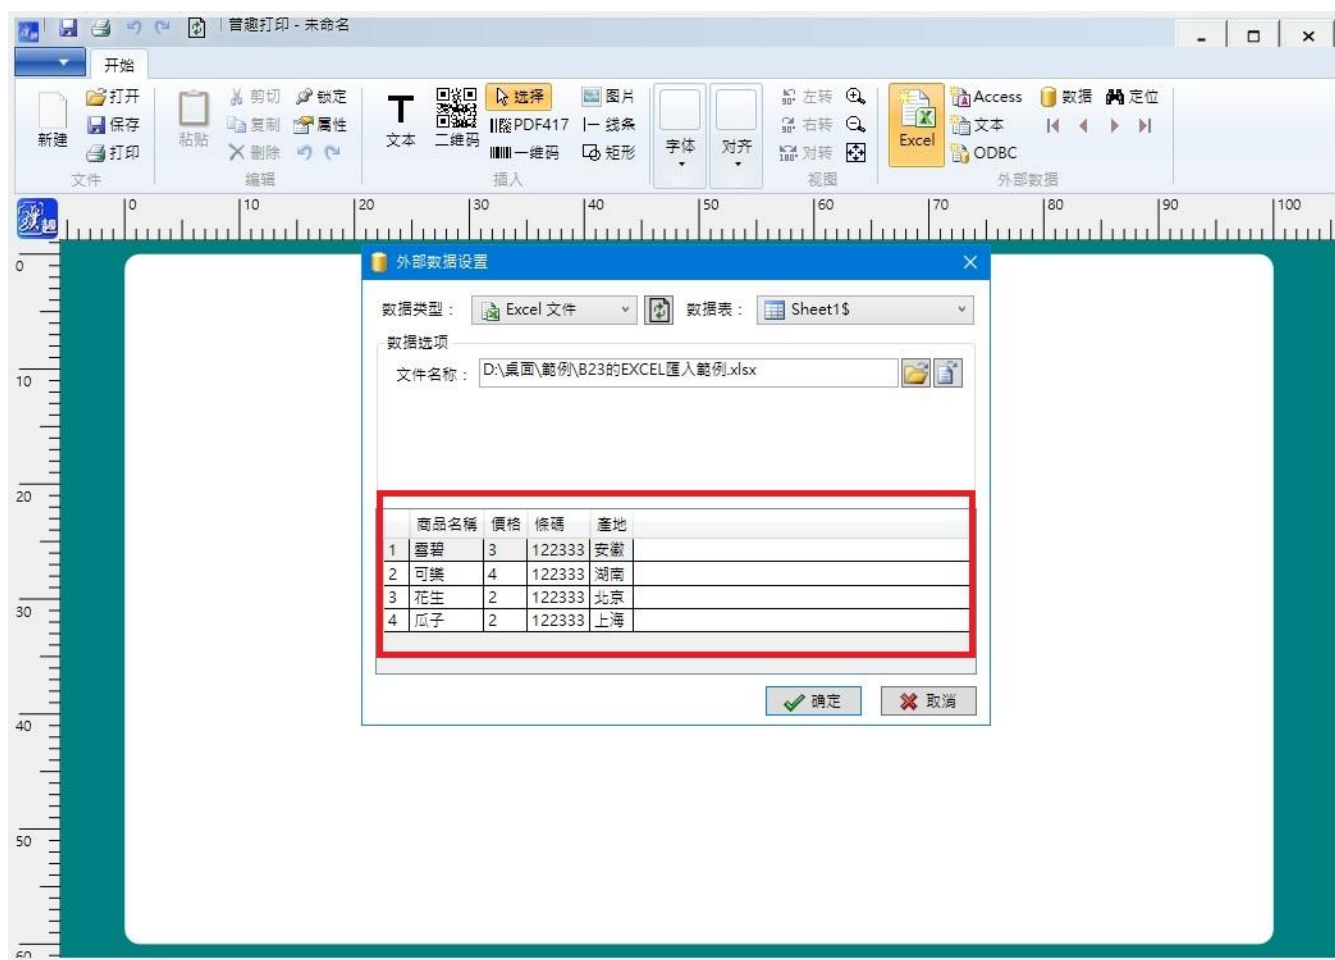 普趣打印 - 未命名
开始
新建 打开 保存 打印 文件
粘贴 剪切 复制 删除 锁定 属性 编辑
文本 二维码 选择 PDF417 一维码 图片 线条 矩形 插入
字体 对齐
左转 右转 对转 视图
Excel Access 文本 ODBC 数据 定位 外部数据
0 10 20 30 40 50 60 70 80 90 100
0
10
20
30
40
50
60
外部数据设置
数据类型： Excel 文件 数据表： Sheet1$
数据选项
文件名称： D:\桌面\範例\B23的EXCEL匯入範例.xlsx
商品名稱 價格 條碼 產地
1 雪碧 3 122333 安徽
2 可樂 4 122333 湖南
3 花生 2 122333 北京
4 瓜子 2 122333 上海
确定 取消